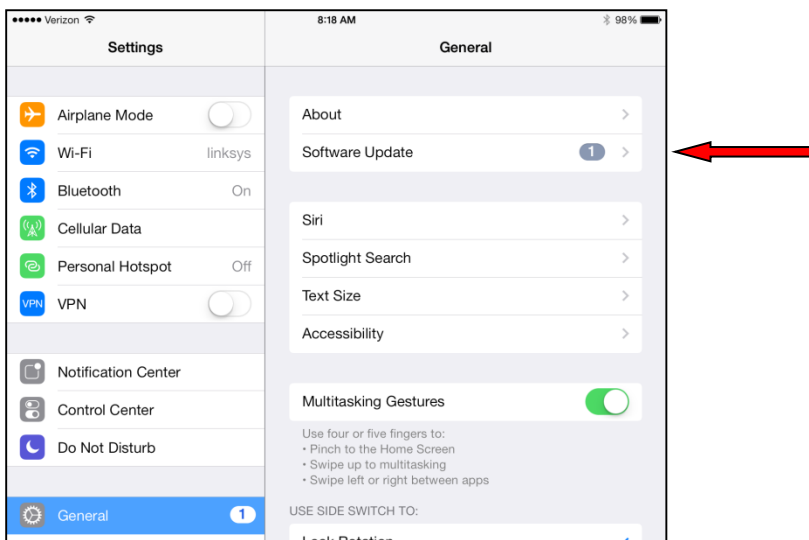 Verizon 8:18 AM 98%
Settings
General
Airplane Mode
Wi-Fi linksys
Bluetooth On
Cellular Data
Personal Hotspot Off
VPN VPN
Notification Center
Control Center
Do Not Disturb
General 1
About
Software Update 1
Siri
Spotlight Search
Text Size
Accessibility
Multitasking Gestures
Use four or five fingers to:
• Pinch to the Home Screen
• Swipe up to multitasking
• Swipe left or right between apps
USE SIDE SWITCH TO:
Lock Rotation